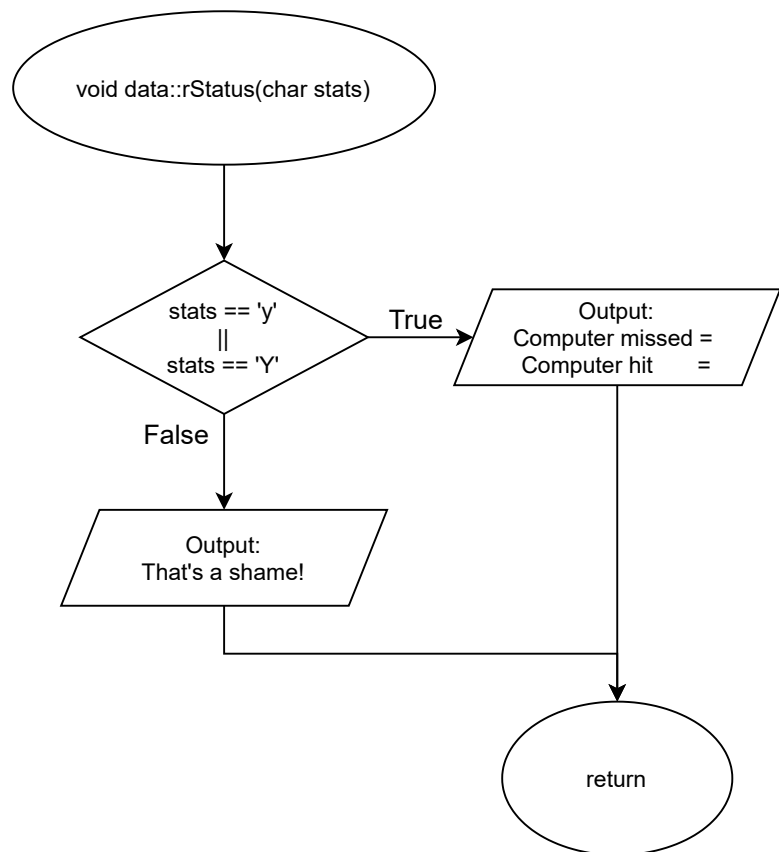 void data::rStatus(char stats)
stats == 'y'
||
stats == 'Y'
True
Output:
Computer missed =
Computer hit       =
False
Output:
That's a shame!
return